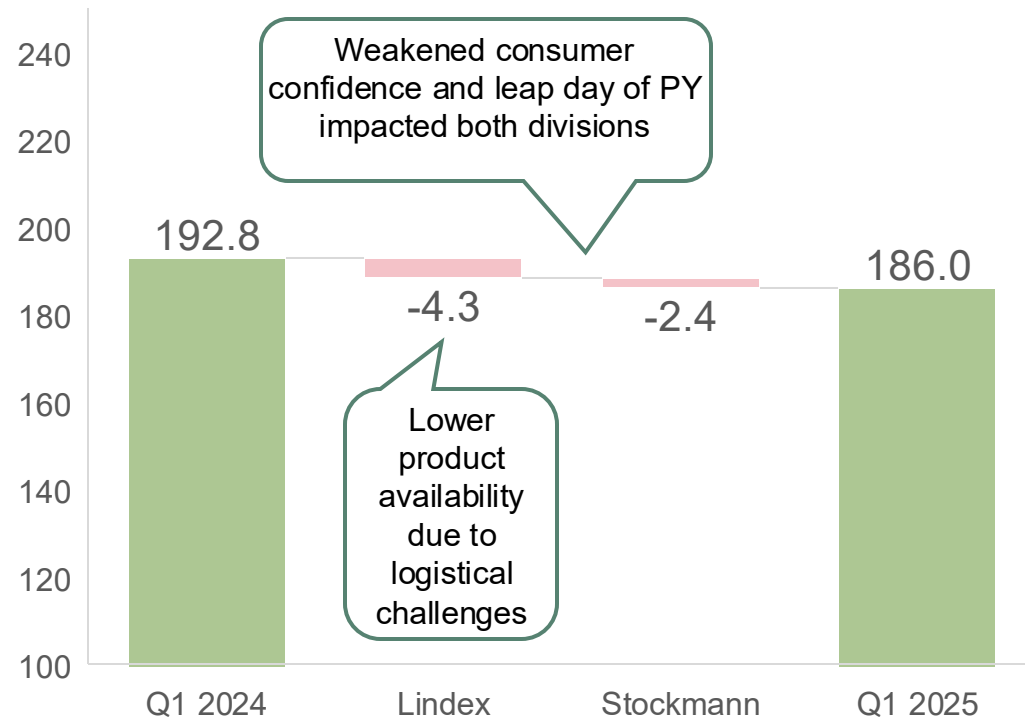 Weakened consumer
confidence and leap day of PY
impacted both divisions
240
220
200
180
160
140
120
100
192.8
-4.3
-2.4
186.0
Lower
product
availability
due to
logistical
challenges
Q1 2024
Lindex
Stockmann
Q1 2025